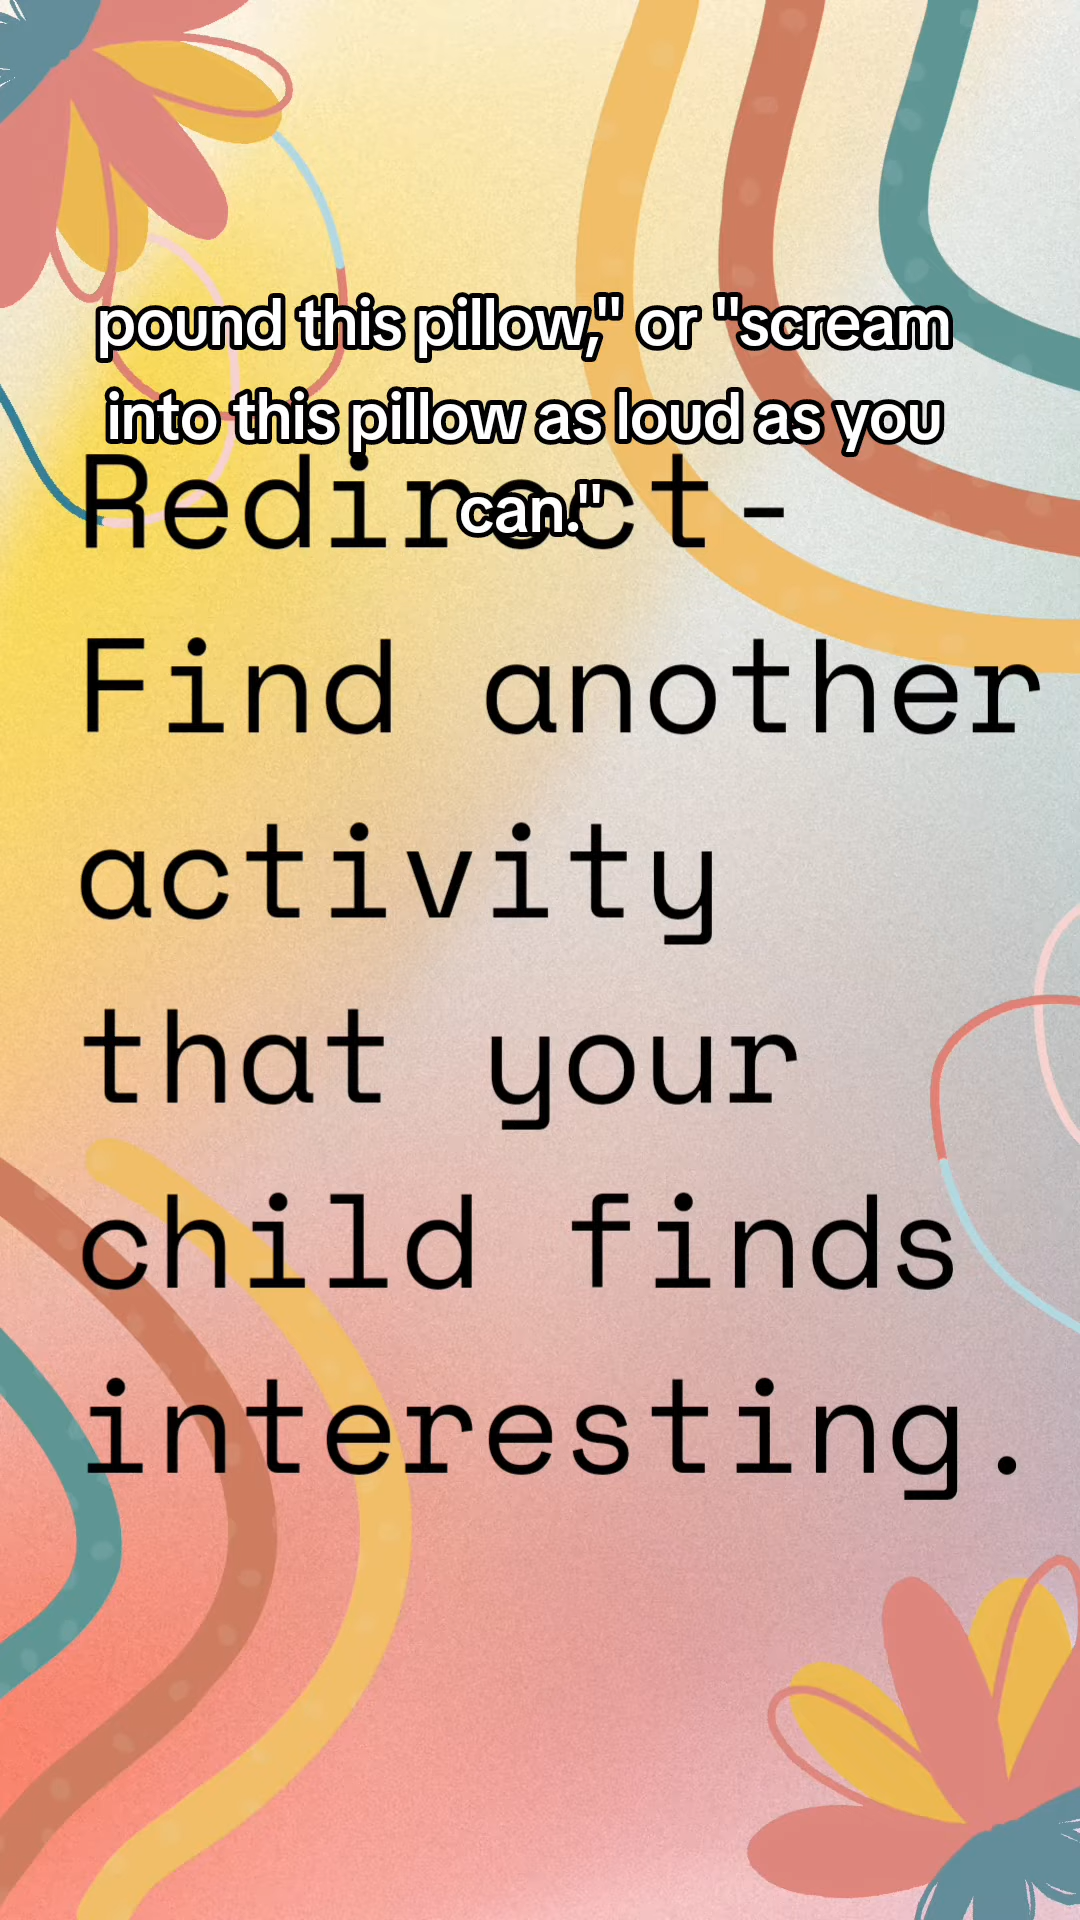 pound this pillow," or "scream
into this pillow as loud as you
can."
Redirect-
Find another
activity
that your
child finds
interesting.